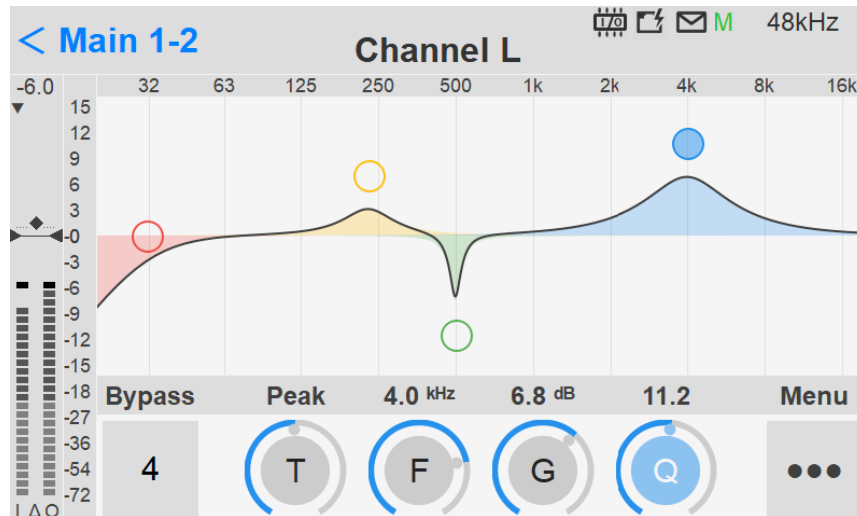 < Main 1-2
Channel L
I/O
M
48kHz
-6.0
32 63 125 250 500 1k 2k 4k 8k 16k
15
12
9
6
3
-0
-3
-6
-9
-12
-15
-18
-27
-36
-54
-72
Bypass Peak 4.0 kHz 6.8 dB 11.2 Menu
4 T F G Q